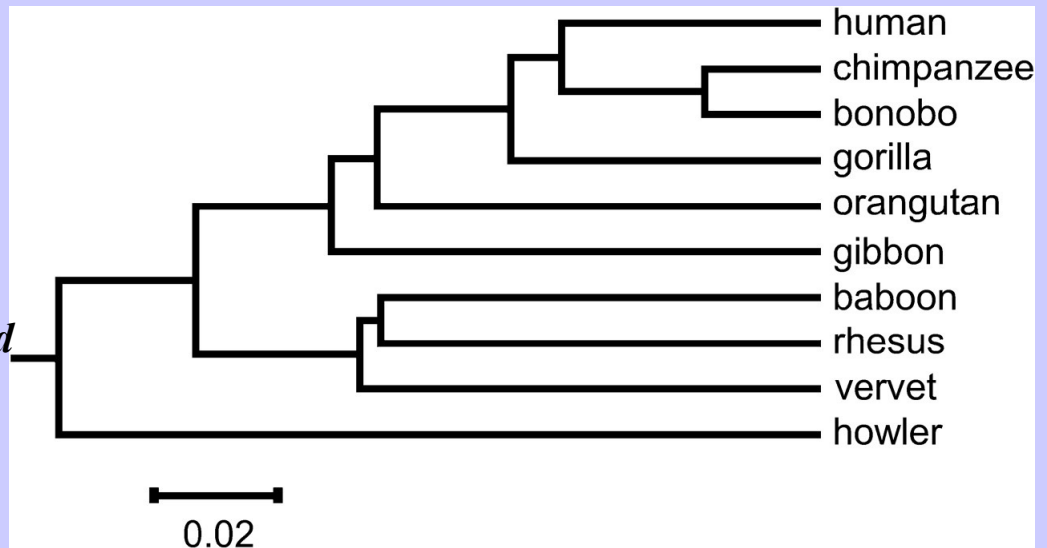 human
chimpanzee
bonobo
gorilla
orangutan
gibbon
baboon
rhesus
d
vervet
howler
0.02